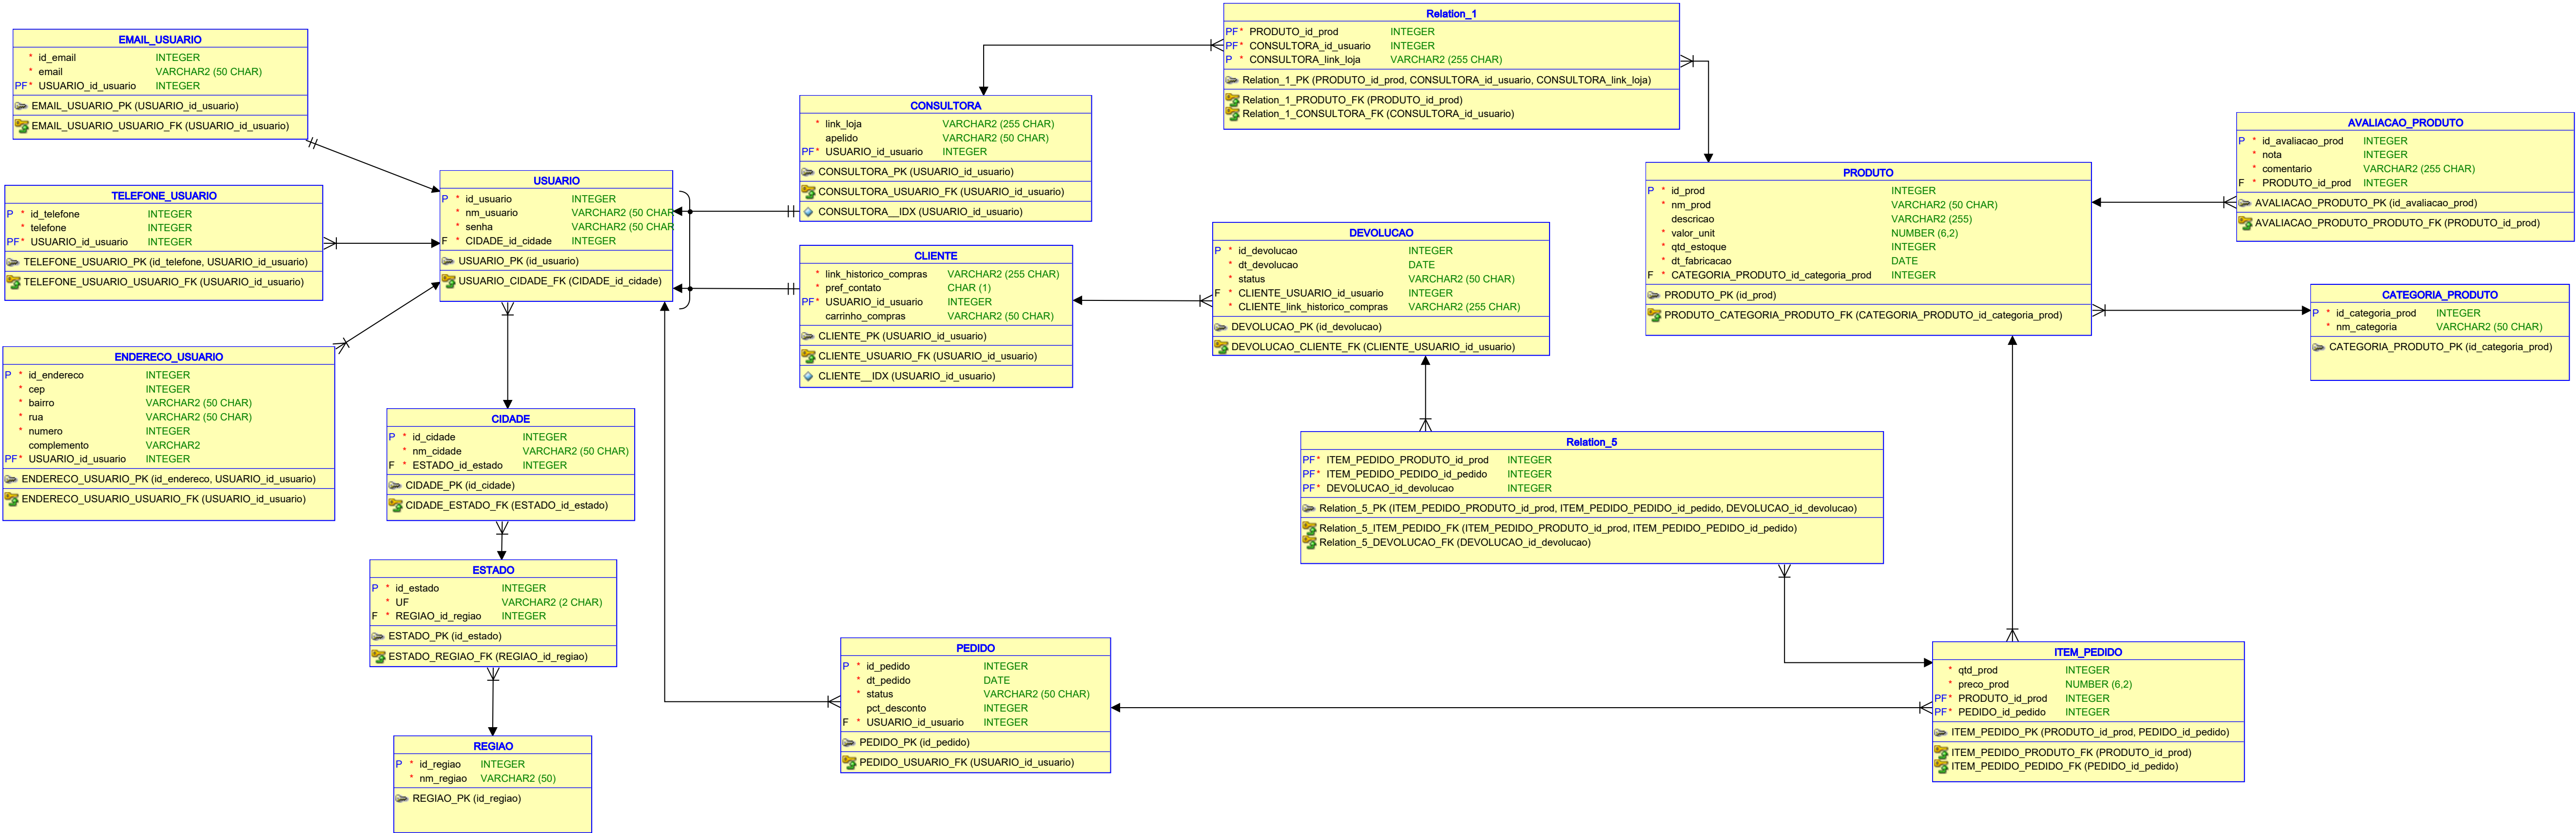 EMAIL_USUARIO
* id_email INTEGER
* email VARCHAR2 (50 CHAR)
PF* USUARIO_id_usuario INTEGER
EMAIL_USUARIO_PK (USUARIO_id_usuario)
EMAIL_USUARIO_USUARIO_FK (USUARIO_id_usuario)
TELEFONE_USUARIO
P * id_telefone INTEGER
* telefone INTEGER
PF* USUARIO_id_usuario INTEGER
TELEFONE_USUARIO_PK (id_telefone, USUARIO_id_usuario)
TELEFONE_USUARIO_USUARIO_FK (USUARIO_id_usuario)
ENDERECO_USUARIO
P * id_endereco INTEGER
* cep INTEGER
* bairro VARCHAR2 (50 CHAR)
* rua VARCHAR2 (50 CHAR)
* numero INTEGER
complemento VARCHAR2
PF* USUARIO_id_usuario INTEGER
ENDERECO_USUARIO_PK (id_endereco, USUARIO_id_usuario)
ENDERECO_USUARIO_USUARIO_FK (USUARIO_id_usuario)
USUARIO
P * id_usuario INTEGER
* nm_usuario VARCHAR2 (50 CHAR
* senha VARCHAR2 (50 CHAR
F * CIDADE_id_cidade INTEGER
USUARIO_PK (id_usuario)
USUARIO_CIDADE_FK (CIDADE_id_cidade)
CIDADE
P * id_cidade INTEGER
* nm_cidade VARCHAR2 (50 CHAR)
F * ESTADO_id_estado INTEGER
CIDADE_PK (id_cidade)
CIDADE_ESTADO_FK (ESTADO_id_estado)
ESTADO
P * id_estado INTEGER
* UF VARCHAR2 (2 CHAR)
F * REGIAO_id_regiao INTEGER
ESTADO_PK (id_estado)
ESTADO_REGIAO_FK (REGIAO_id_regiao)
REGIAO
P * id_regiao INTEGER
* nm_regiao VARCHAR2 (50)
REGIAO_PK (id_regiao)
CONSULTORA
* link_loja VARCHAR2 (255 CHAR)
apelido VARCHAR2 (50 CHAR)
PF* USUARIO_id_usuario INTEGER
CONSULTORA_PK (USUARIO_id_usuario)
CONSULTORA_USUARIO_FK (USUARIO_id_usuario)
CONSULTORA__IDX (USUARIO_id_usuario)
CLIENTE
* link_historico_compras VARCHAR2 (255 CHAR)
* pref_contato CHAR (1)
PF* USUARIO_id_usuario INTEGER
carrinho_compras VARCHAR2 (50 CHAR)
CLIENTE_PK (USUARIO_id_usuario)
CLIENTE_USUARIO_FK (USUARIO_id_usuario)
CLIENTE__IDX (USUARIO_id_usuario)
PEDIDO
P * id_pedido INTEGER
* dt_pedido DATE
* status VARCHAR2 (50 CHAR)
pct_desconto INTEGER
F * USUARIO_id_usuario INTEGER
PEDIDO_PK (id_pedido)
PEDIDO_USUARIO_FK (USUARIO_id_usuario)
Relation_1
PF* PRODUTO_id_prod INTEGER
PF* CONSULTORA_id_usuario INTEGER
P * CONSULTORA_link_loja VARCHAR2 (255 CHAR)
Relation_1_PK (PRODUTO_id_prod, CONSULTORA_id_usuario, CONSULTORA_link_loja)
Relation_1_PRODUTO_FK (PRODUTO_id_prod)
Relation_1_CONSULTORA_FK (CONSULTORA_id_usuario)
DEVOLUCAO
P * id_devolucao INTEGER
* dt_devolucao DATE
* status VARCHAR2 (50 CHAR)
F * CLIENTE_USUARIO_id_usuario INTEGER
* CLIENTE_link_historico_compras VARCHAR2 (255 CHAR)
DEVOLUCAO_PK (id_devolucao)
DEVOLUCAO_CLIENTE_FK (CLIENTE_USUARIO_id_usuario)
Relation_5
PF* ITEM_PEDIDO_PRODUTO_id_prod INTEGER
PF* ITEM_PEDIDO_PEDIDO_id_pedido INTEGER
PF* DEVOLUCAO_id_devolucao INTEGER
Relation_5_PK (ITEM_PEDIDO_PRODUTO_id_prod, ITEM_PEDIDO_PEDIDO_id_pedido, DEVOLUCAO_id_devolucao)
Relation_5_ITEM_PEDIDO_FK (ITEM_PEDIDO_PRODUTO_id_prod, ITEM_PEDIDO_PEDIDO_id_pedido)
Relation_5_DEVOLUCAO_FK (DEVOLUCAO_id_devolucao)
PRODUTO
P * id_prod INTEGER
* nm_prod VARCHAR2 (50 CHAR)
descricao VARCHAR2 (255)
* valor_unit NUMBER (6,2)
* qtd_estoque INTEGER
* dt_fabricacao DATE
F * CATEGORIA_PRODUTO_id_categoria_prod INTEGER
PRODUTO_PK (id_prod)
PRODUTO_CATEGORIA_PRODUTO_FK (CATEGORIA_PRODUTO_id_categoria_prod)
ITEM_PEDIDO
* qtd_prod INTEGER
* preco_prod NUMBER (6,2)
PF* PRODUTO_id_prod INTEGER
PF* PEDIDO_id_pedido INTEGER
ITEM_PEDIDO_PK (PRODUTO_id_prod, PEDIDO_id_pedido)
ITEM_PEDIDO_PRODUTO_FK (PRODUTO_id_prod)
ITEM_PEDIDO_PEDIDO_FK (PEDIDO_id_pedido)
AVALIACAO_PRODUTO
P * id_avaliacao_prod INTEGER
* nota INTEGER
* comentario VARCHAR2 (255 CHAR)
F * PRODUTO_id_prod INTEGER
AVALIACAO_PRODUTO_PK (id_avaliacao_prod)
AVALIACAO_PRODUTO_PRODUTO_FK (PRODUTO_id_prod)
CATEGORIA_PRODUTO
P * id_categoria_prod INTEGER
* nm_categoria VARCHAR2 (50 CHAR)
CATEGORIA_PRODUTO_PK (id_categoria_prod)